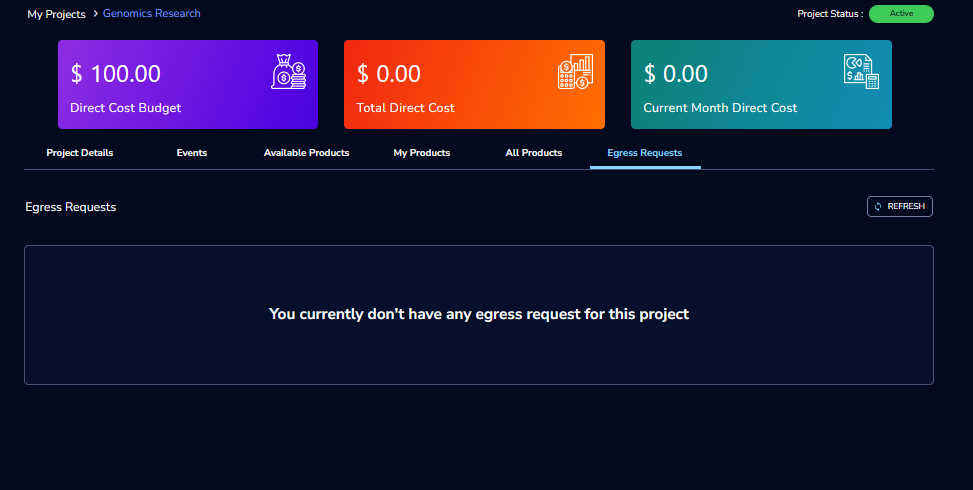 My Projects > Genomics Research
Project Status : Active
$ 100.00
Direct Cost Budget
$ 0.00
Total Direct Cost
$ 0.00
Current Month Direct Cost
Project Details Events Available Products My Products All Products Egress Requests
Egress Requests
REFRESH
You currently don't have any egress request for this project